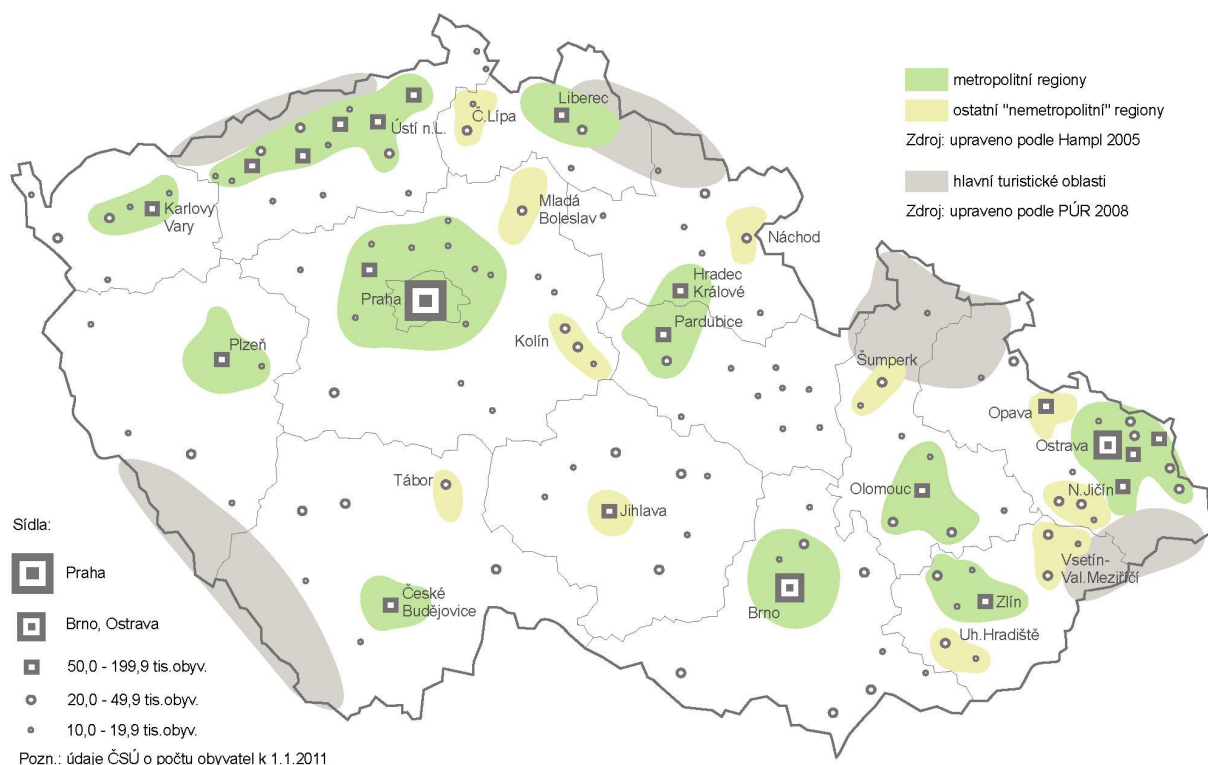 metropolitní regiony
ostatní "nemetropolitní" regiony
Zdroj: upraveno podle Hampl 2005
hlavní turistické oblasti
Zdroj: upraveno podle PÚR 2008
Liberec
Č.Lípa
Ústí n.L.
Karlovy
Vary
Mladá
Boleslav
Náchod
Hradec
Králové
Praha
Pardubice
Kolín
Plzeň
Šumperk
Opava
Ostrava
Tábor
Olomouc
N.Jičín
Jihlava
Vsetín-
Val.Meziříčí
České
Budějovice
Brno
Zlín
Uh.Hradiště
Sídla:
Praha
Brno, Ostrava
50,0 - 199,9 tis.obyv.
20,0 - 49,9 tis.obyv.
10,0 - 19,9 tis.obyv.
Pozn.: údaje ČSÚ o počtu obyvatel k 1.1.2011